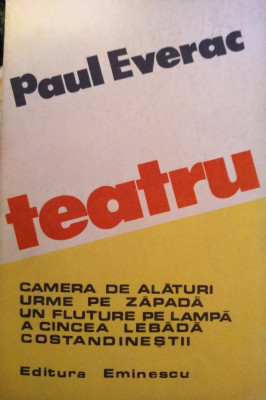 Paul Everac
teatru
CAMERA DE ALĂTURI
URME PE ZĂPADĂ
UN FLUTURE PE LAMPĂ
A CINCEA LEBĂDĂ
COSTANDINEȘTII
Editura Eminescu